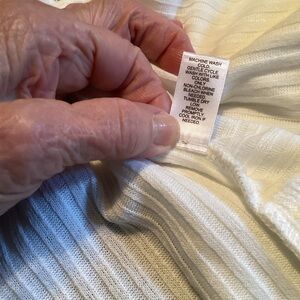 MACHINE WASH
COLD,
GENTLE CYCLE
WASH WITH LIKE
COLORS
ONLY
NON-CHLORINE
BLEACH WHEN
NEEDED.
TUMBLE DRY
LOW
REMOVE
PROMPTLY.
COOL IRON IF
NEEDED.